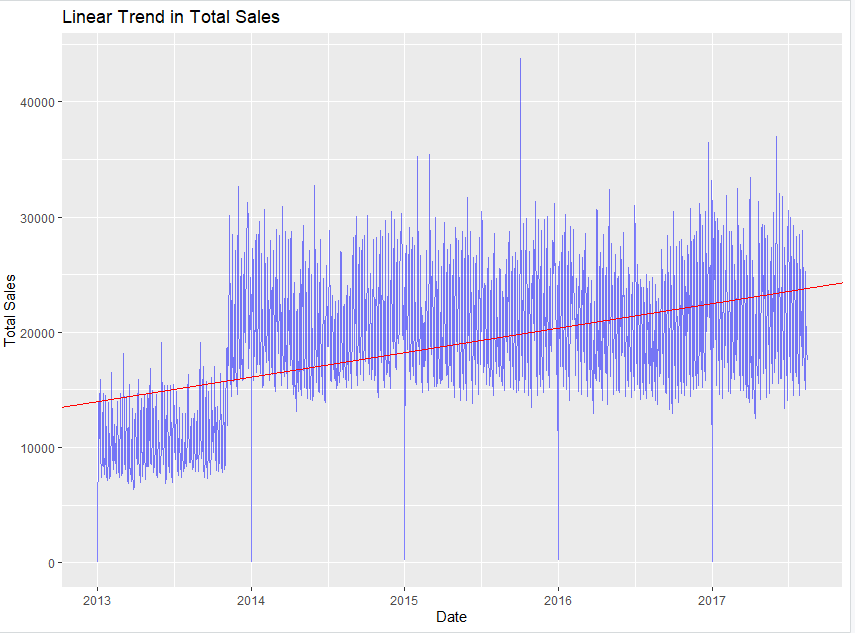 Linear Trend in Total Sales
Total Sales
40000
30000
20000
10000
0
2013 2014 2015 2016 2017
Date